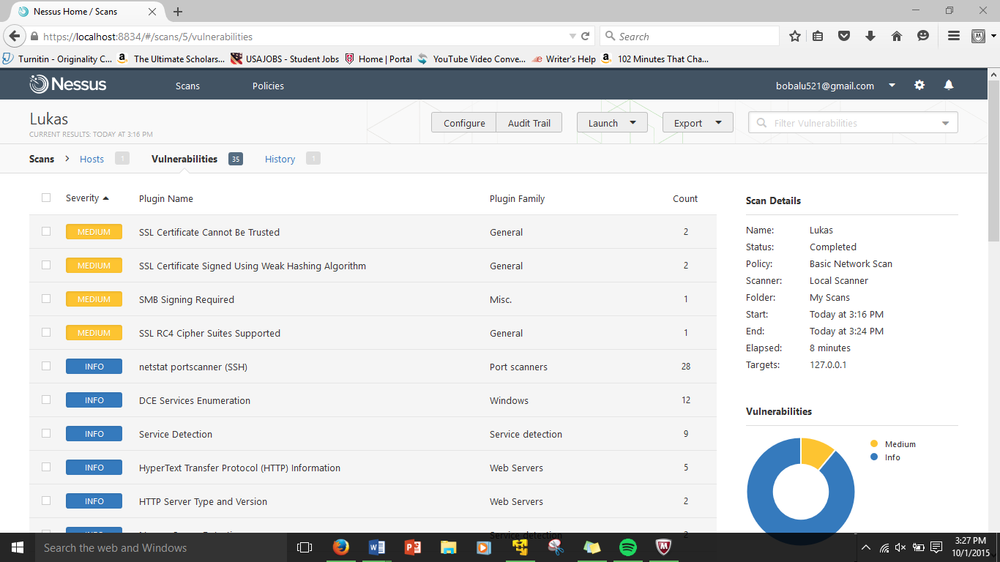 Nessus Home / Scans
https://localhost:8834/#/scans/5/vulnerabilities
Search
Turnitin - Originality C... The Ultimate Scholars... USAJOBS - Student Jobs Home | Portal YouTube Video Conve... Writer's Help 102 Minutes That Cha...
Nessus Scans Policies bobalu521@gmail.com
Lukas
CURRENT RESULTS: TODAY AT 3:16 PM
Configure Audit Trail Launch Export Filter Vulnerabilities
Scans > Hosts 1 Vulnerabilities 35 History 1
Severity Plugin Name Plugin Family Count
MEDIUM SSL Certificate Cannot Be Trusted General 2
MEDIUM SSL Certificate Signed Using Weak Hashing Algorithm General 2
MEDIUM SMB Signing Required Misc. 1
MEDIUM SSL RC4 Cipher Suites Supported General 1
INFO netstat portscanner (SSH) Port scanners 28
INFO DCE Services Enumeration Windows 12
INFO Service Detection Service detection 9
INFO HyperText Transfer Protocol (HTTP) Information Web Servers 5
INFO HTTP Server Type and Version Web Servers 2
Service detection 2
Scan Details
Name: Lukas
Status: Completed
Policy: Basic Network Scan
Scanner: Local Scanner
Folder: My Scans
Start: Today at 3:16 PM
End: Today at 3:24 PM
Elapsed: 8 minutes
Targets: 127.0.0.1
Vulnerabilities
Medium
Info
Search the web and Windows
3:27 PM
10/1/2015